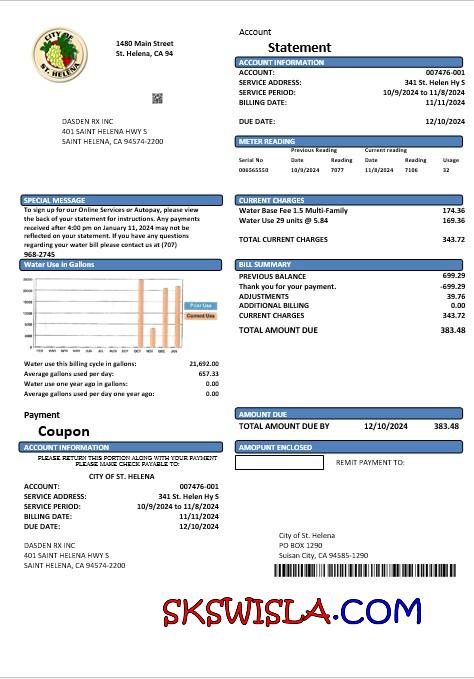 CITY OF
ST. HELENA
1480 Main Street
St. Helena, CA 94
Account
Statement
ACCOUNT INFORMATION
ACCOUNT: 007476-001
SERVICE ADDRESS: 341 St. Helen Hy S
SERVICE PERIOD: 10/9/2024 to 11/8/2024
BILLING DATE: 11/11/2024
DUE DATE: 12/10/2024
DASDEN RX INC
401 SAINT HELENA HWY S
SAINT HELENA, CA 94574-2200
METER READING
Previous Reading Current reading
Serial No Date Reading Date Reading Usage
006565550 10/9/2024 7077 11/8/2024 7106 32
SPECIAL MESSAGE
To sign up for our Online Services or Autopay, please view
the back of your statement for instructions. Any payments
received after 4:00 pm on January 11, 2024 may not be
reflected on your statement. If you have any questions
regarding your water bill please contact us at (707)
968-2745
CURRENT CHARGES
Water Base Fee 1.5 Multi-Family 174.36
Water Use 29 units @ 5.84 169.36
TOTAL CURRENT CHARGES 343.72
Water Use in Gallons
Prior Use
Current Use
BILL SUMMARY
PREVIOUS BALANCE 699.29
Thank you for your payment. -699.29
ADJUSTMENTS 39.76
ADDITIONAL BILLING 0.00
CURRENT CHARGES 343.72
TOTAL AMOUNT DUE 383.48
Water use this billing cycle in gallons: 21,692.00
Average gallons used per day: 657.33
Water use one year ago in gallons: 0.00
Average gallons used per day one year ago: 0.00
Payment
Coupon
AMOUNT DUE
TOTAL AMOUNT DUE BY 12/10/2024 383.48
ACCOUNT INFORMATION
PLEASE RETURN THIS PORTION ALONG WITH YOUR PAYMENT
PLEASE MAKE CHECK PAYABLE TO:
CITY OF ST. HELENA
ACCOUNT: 007476-001
SERVICE ADDRESS: 341 St. Helen Hy S
SERVICE PERIOD: 10/9/2024 to 11/8/2024
BILLING DATE: 11/11/2024
DUE DATE: 12/10/2024
AMOPUNT ENCLOSED
REMIT PAYMENT TO:
DASDEN RX INC
401 SAINT HELENA HWY S
SAINT HELENA, CA 94574-2200
City of St. Helena
PO BOX 1290
Suisan City, CA 94585-1290
SKSWISLA.COM